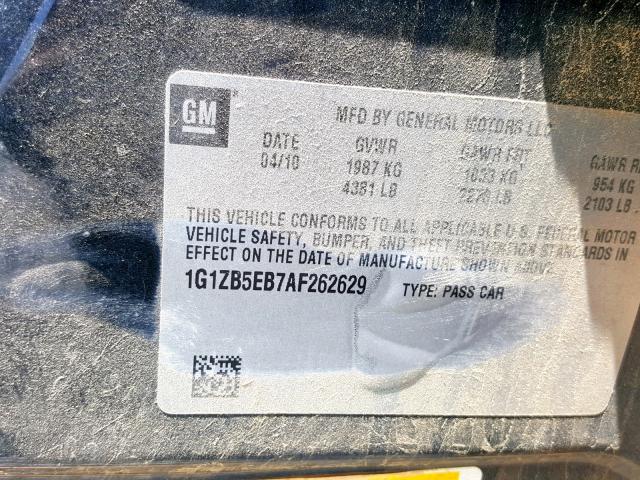 GM
MFD BY GENERAL MOTORS LLC
DATE GVWR GAWR FRT GAWR
04/10 1987 KG 1033 KG 954 KG
4381 LB 2278 LB 2103 LB
THIS VEHICLE CONFORMS TO ALL APPLICABLE U.S. FEDERAL MOTOR
VEHICLE SAFETY, BUMPER, AND THEFT PREVENTION STANDARDS IN
EFFECT ON THE DATE OF MANUFACTURE SHOWN ABOVE.
1G1ZB5EB7AF262629 TYPE: PASS CAR